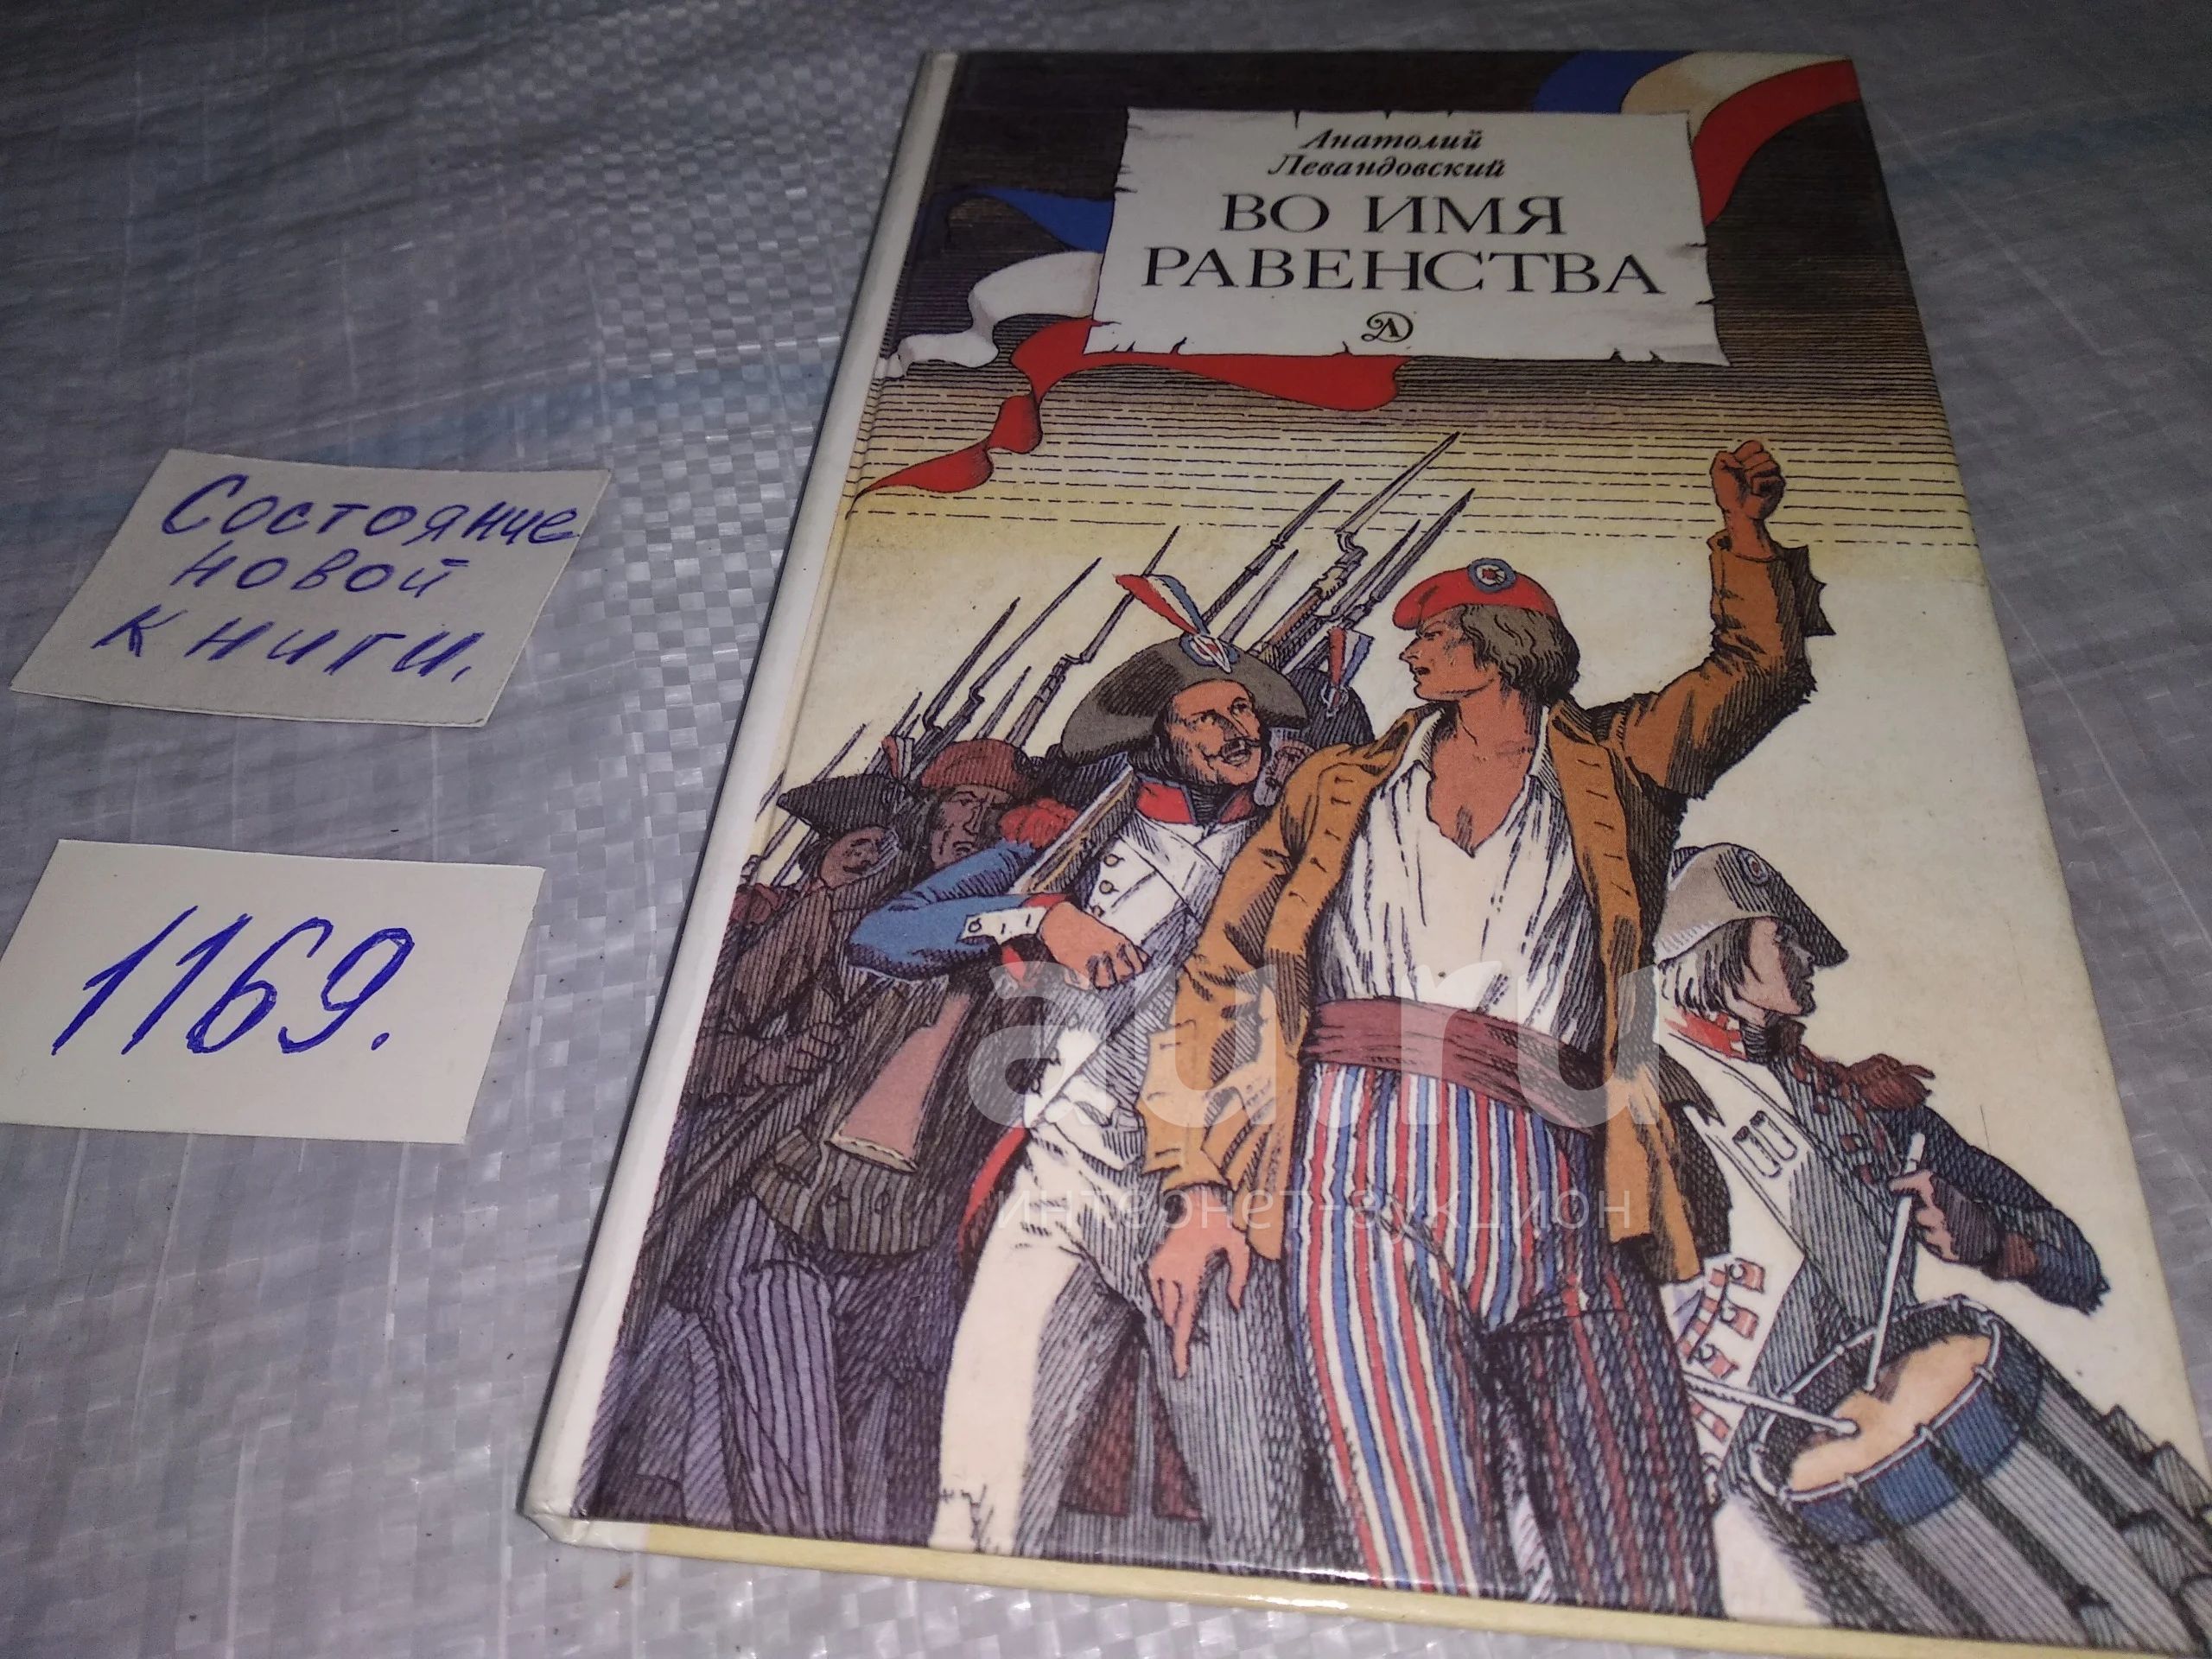 Анатолий
Левандовский
ВО ИМЯ
РАВЕНСТВА
Состояние
новой
книги.
1169.
au.ru
интернет-аукцион